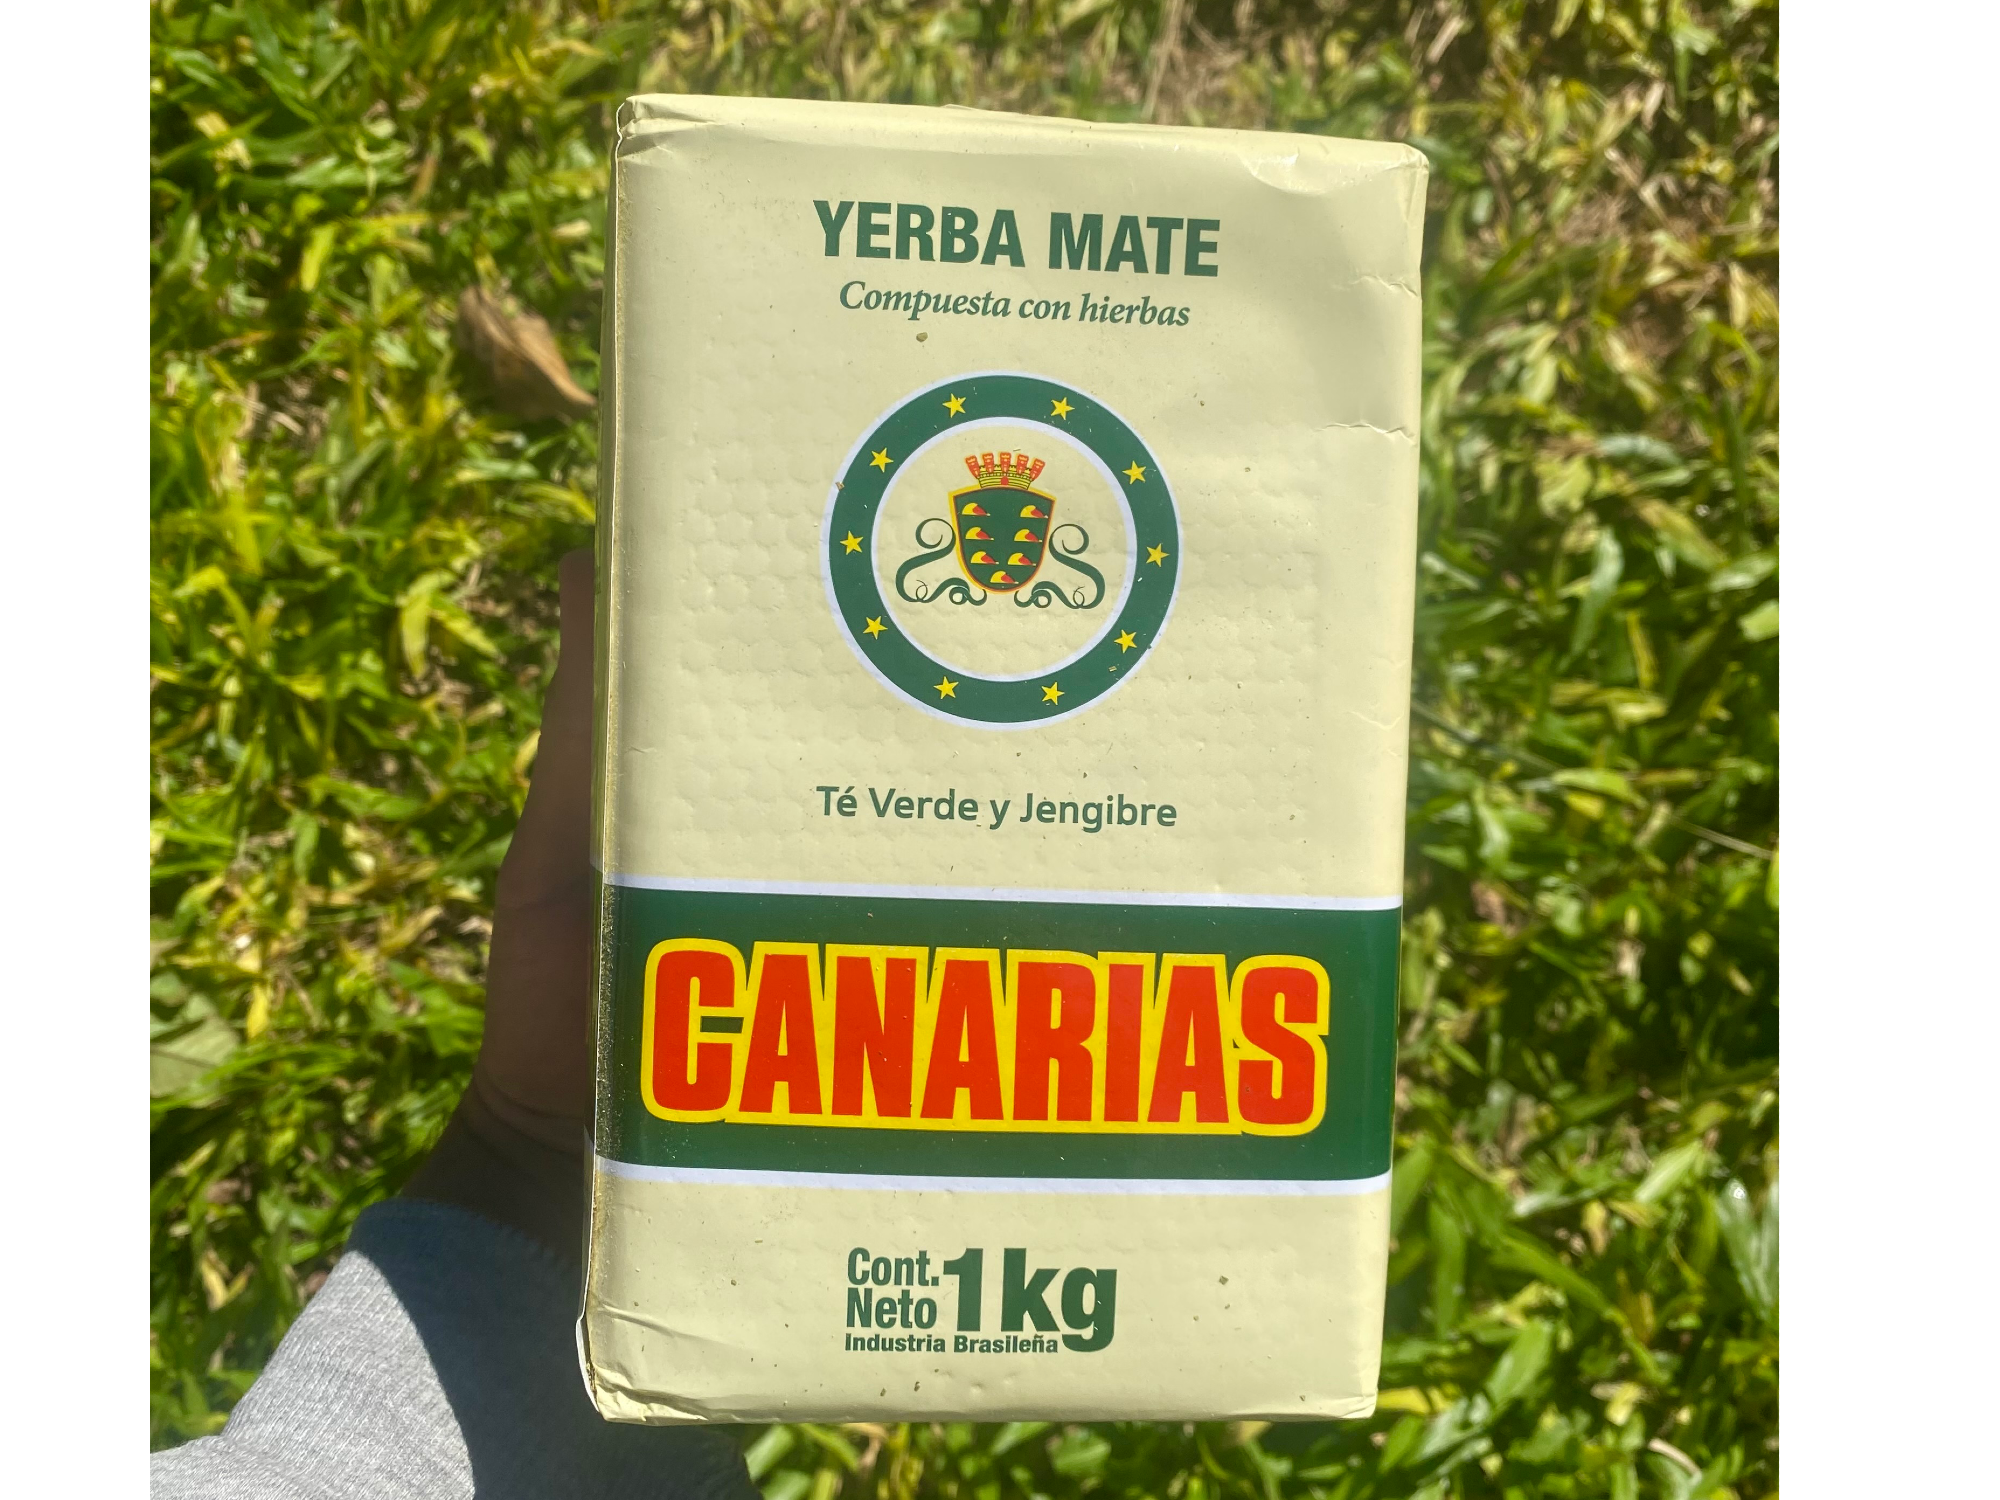 YERBA MATE
Compuesta con hierbas
Té Verde y Jengibre
CANARIAS
Cont.
Neto 1kg
Industria Brasileña